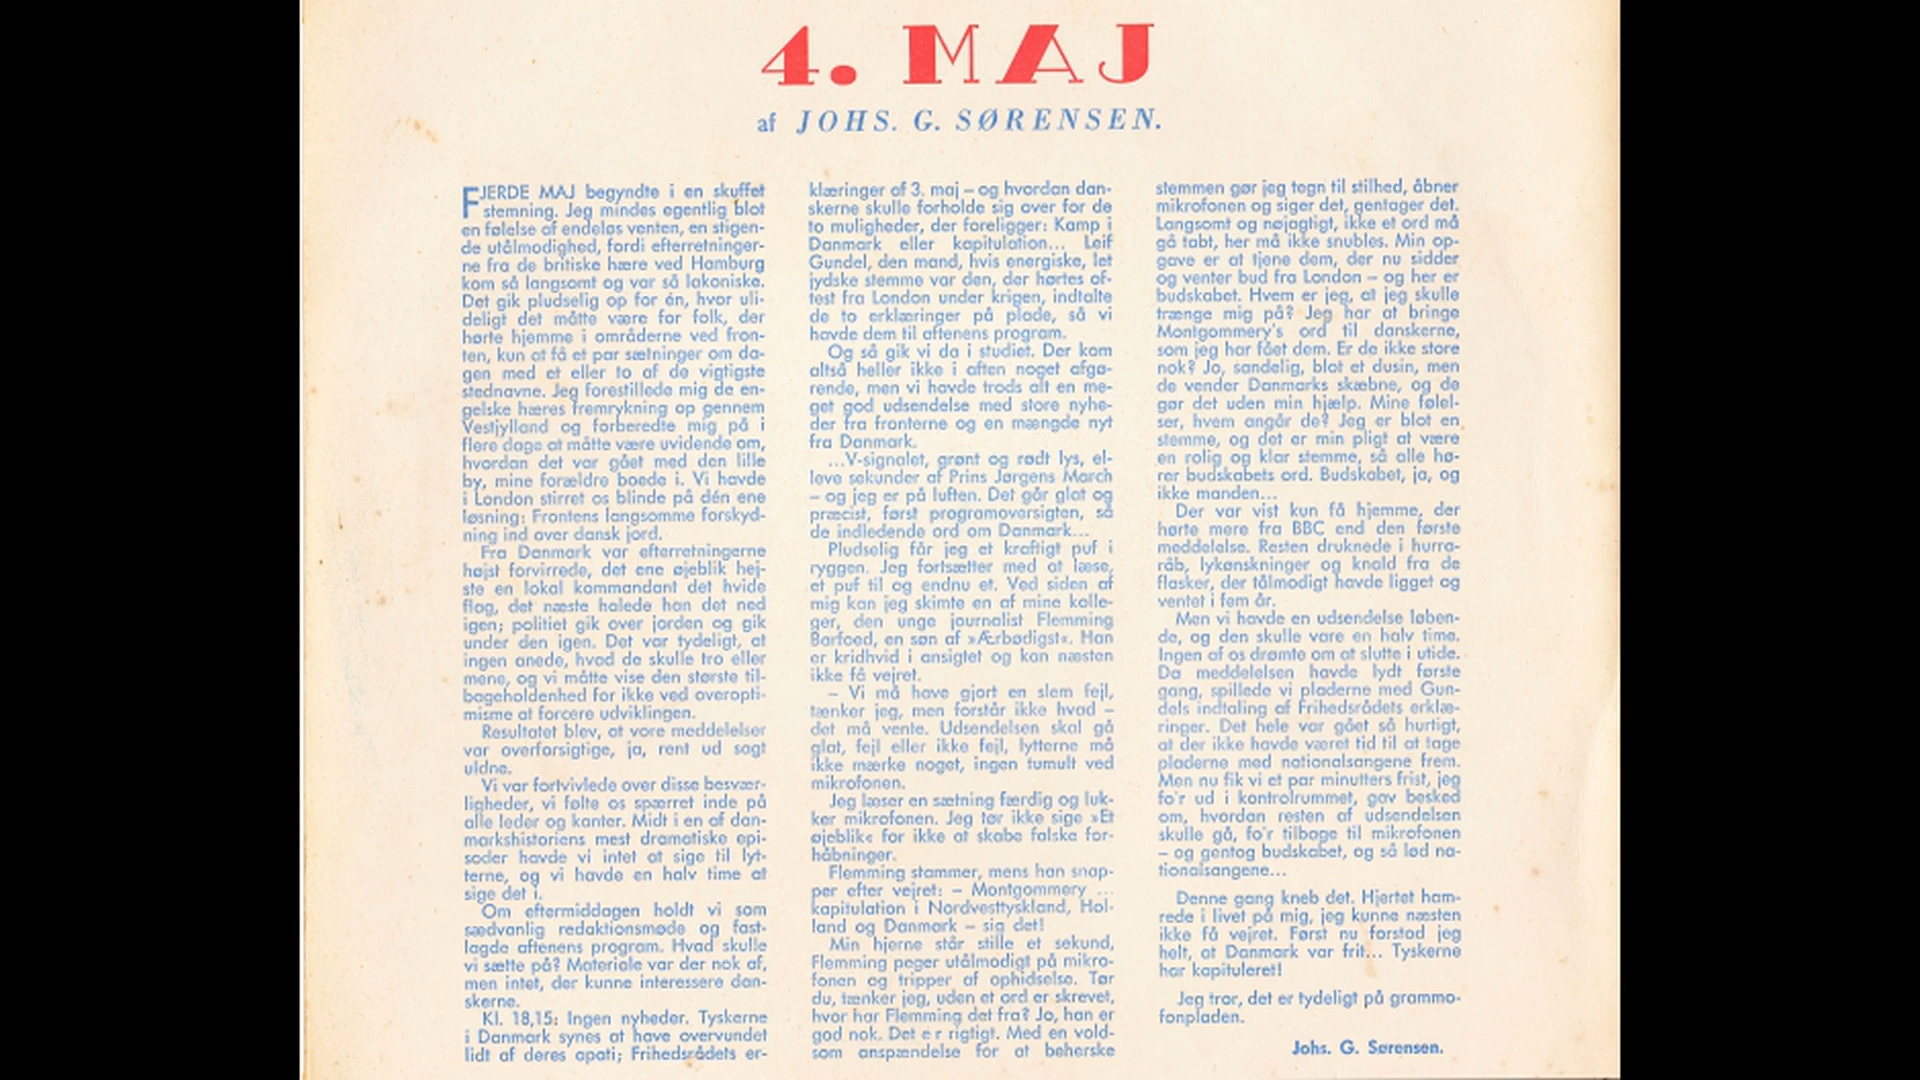 4. MAJ
af JOHS. G. SØRENSEN.
FJERDE MAJ begyndte i en skuffet
stemning. Jeg mindes egentlig blot
en følelse af endeløs venten, en stigen-
de utålmodighed, fordi efterretninger-
ne fra de britiske hære ved Hamburg
kom så langsomt og var så lakoniske.
Det gik pludselig op for én, hvor uli-
deligt det måtte være for folk, der
hørte hjemme i områderne ved fron-
ten, kun at få et par sætninger om da-
gen med et eller to af de vigtigste
stednavne. Jeg forestillede mig de en-
gelske hæres fremrykning op gennem
Vestjylland og forberedte mig på i
flere dage at måtte være uvidende om,
hvordan det var gået med den lille
by, mine forældre boede i. Vi havde
i London stirret os blinde på dén ene
løsning: Frontens langsomme forskyd-
ning ind over dansk jord.
Fra Danmark var efterretningerne
højst forvirrede, det ene øjeblik hej-
ste en lokal kommandant det hvide
flag, det næste halede han det ned
igen; politiet gik over jorden og gik
under den igen. Det var tydeligt, at
ingen anede, hvad de skulle tro eller
mene, og vi måtte vise den største til-
bageholdenhed for ikke ved overopti-
misme at forcere udviklingen.
Resultatet blev, at vore meddelelser
var overforsigtige, ja, rent ud sagt
uldne.
Vi var fortvivlede over disse besvær-
ligheder, vi følte os spærret inde på
alle leder og kanter. Midt i en af dan-
markshistoriens mest dramatiske epi-
soder havde vi intet at sige til lyt-
terne, og vi havde en halv time at
sige det i.
Om eftermiddagen holdt vi som
sædvanlig redaktionsmøde og fast-
lagde aftenens program. Hvad skulle
vi sætte på? Materiale var der nok af,
men intet, der kunne interessere dan-
skerne.
Kl. 18,15: Ingen nyheder. Tyskerne
i Danmark synes at have overvundet
lidt af deres apati; Frihedsrådets er-
klæringer af 3. maj – og hvordan dan-
skerne skulle forholde sig over for de
to muligheder, der foreligger: Kamp i
Danmark eller kapitulation... Leif
Gundel, den mand, hvis energiske, let
jydske stemme var den, der hørtes of-
test fra London under krigen, indtalte
de to erklæringer på plade, så vi
havde dem til aftenens program.
Og så gik vi da i studiet. Der kom
altså heller ikke i aften noget afgø-
rende, men vi havde trods alt en me-
get god udsendelse med store nyhe-
der fra fronterne og en mængde nyt
fra Danmark.
...V-signalet, grønt og rødt lys, el-
leve sekunder af Prins Jørgens March
– og jeg er på luften. Det går glat og
præcist, først programoversigten, så
de indledende ord om Danmark...
Pludselig får jeg et kraftigt puf i
ryggen. Jeg fortsætter med at læse,
et puf til og endnu et. Ved siden af
mig kan jeg skimte en af mine kolle-
ger, den unge journalist Flemming
Barfoed, en søn af »Ærbødigst«. Han
er kridhvid i ansigtet og kan næsten
ikke få vejret.
– Vi må have gjort en slem fejl,
tænker jeg, men forstår ikke hvad –
det må vente. Udsendelsen skal gå
glat, fejl eller ikke fejl, lytterne må
ikke mærke noget, ingen tumult ved
mikrofonen.
Jeg læser en sætning færdig og luk-
ker mikrofonen. Jeg tør ikke sige »Et
øjeblik« for ikke at skabe falske for-
håbninger.
Flemming stammer, mens han snap-
per efter vejret: – Montgommery ...
kapitulation i Nordvesttyskland, Hol-
land og Danmark – sig det!
Min hjerne står stille et sekund,
Flemming peger utålmodigt på mikro-
fonen og tripper af ophidselse. Tør
du, tænker jeg, uden et ord er skrevet,
hvor har Flemming det fra? Jo, han er
god nok. Det er rigtigt. Med en vold-
som anspændelse for at beherske
stemmen gør jeg tegn til stilhed, åbner
mikrofonen og siger det, gentager det.
Langsomt og nøjagtigt, ikke et ord må
gå tabt, her må ikke snubles. Min op-
gave er at tjene dem, der nu sidder
og venter bud fra London – og her er
budskabet. Hvem er jeg, at jeg skulle
trænge mig på? Jeg har at bringe
Montgommery's ord til danskerne,
som jeg har fået dem. Er de ikke store
nok? Jo, sandelig, blot et dusin, men
de vender Danmarks skæbne, og de
gør det uden min hjælp. Mine følel-
ser, hvem angår de? Jeg er blot en
stemme, og det er min pligt at være
en rolig og klar stemme, så alle hø-
rer budskabets ord. Budskabet, ja, og
ikke manden...
Der var vist kun få hjemme, der
hørte mere fra BBC end den første
meddelelse. Resten druknede i hurra-
råb, lykønskninger og knald fra de
flasker, der tålmodigt havde ligget og
ventet i fem år.
Men vi havde en udsendelse løben-
de, og den skulle vare en halv time.
Ingen af os drømte om at slutte i utide.
Da meddelelsen havde lydt første
gang, spillede vi pladerne med Gun-
dels indtaling af Frihedsrådets erklæ-
ringer. Det hele var gået så hurtigt,
at der ikke havde været tid til at tage
pladerne med nationalsangene frem.
Men nu fik vi et par minutters frist, jeg
fo'r ud i kontrolrummet, gav besked
om, hvordan resten af udsendelsen
skulle gå, fo'r tilbage til mikrofonen
– og gentog budskabet, og så lød na-
tionalsangene...
Denne gang kneb det. Hjertet ham-
rede i livet på mig, jeg kunne næsten
ikke få vejret. Først nu forstod jeg
helt, at Danmark var frit... Tyskerne
har kapituleret!
Jeg tror, det er tydeligt på grammo-
fonpladen.
Johs. G. Sørensen.